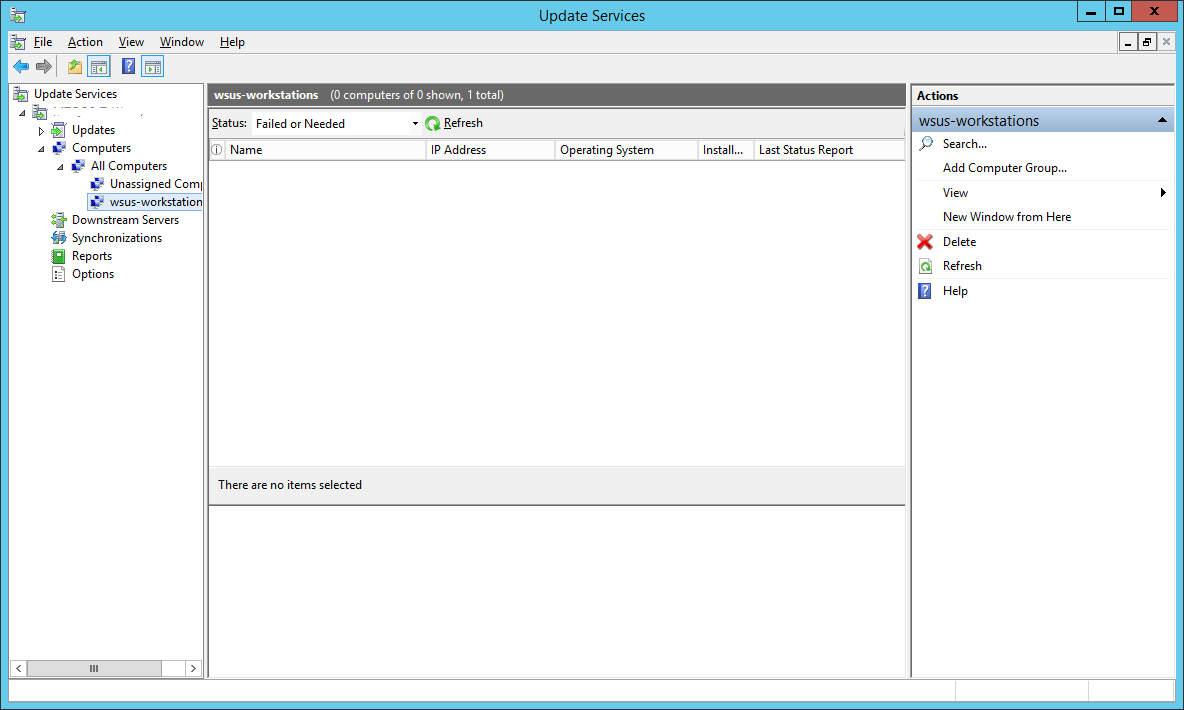 Update Services
File Action View Window Help
Update Services
Updates
Computers
All Computers
Unassigned Comp
wsus-workstation
Downstream Servers
Synchronizations
Reports
Options
wsus-workstations (0 computers of 0 shown, 1 total)
Status: Failed or Needed Refresh
Name IP Address Operating System Install... Last Status Report
There are no items selected
Actions
wsus-workstations
Search...
Add Computer Group...
View
New Window from Here
Delete
Refresh
Help